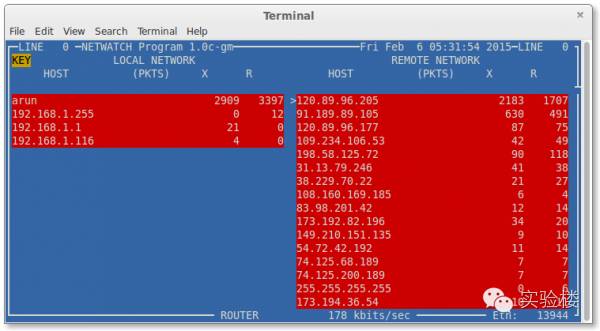 Terminal
File Edit View Search Terminal Help
LINE 0 NETWATCH Program 1.0c-gm Fri Feb 6 05:31:54 2015 LINE 0
KEY LOCAL NETWORK REMOTE NETWORK
HOST (PKTS) X R HOST (PKTS) X R
arun 2909 3397 >120.89.96.205 2183 1707
192.168.1.255 0 12 91.189.89.105 630 491
192.168.1.1 21 0 120.89.96.177 87 75
192.168.1.116 4 0 109.234.106.53 42 49
198.58.125.72 90 118
31.13.79.246 41 38
38.229.70.22 21 27
108.160.169.185 6 4
83.98.201.42 12 14
173.192.82.196 34 20
149.210.151.135 9 10
54.72.42.192 11 14
74.125.68.189 7 7
74.125.200.189 7 7
255.255.255.255 0 6
173.194.36.54
实验楼
ROUTER 178 kbits/sec Eth: 13944